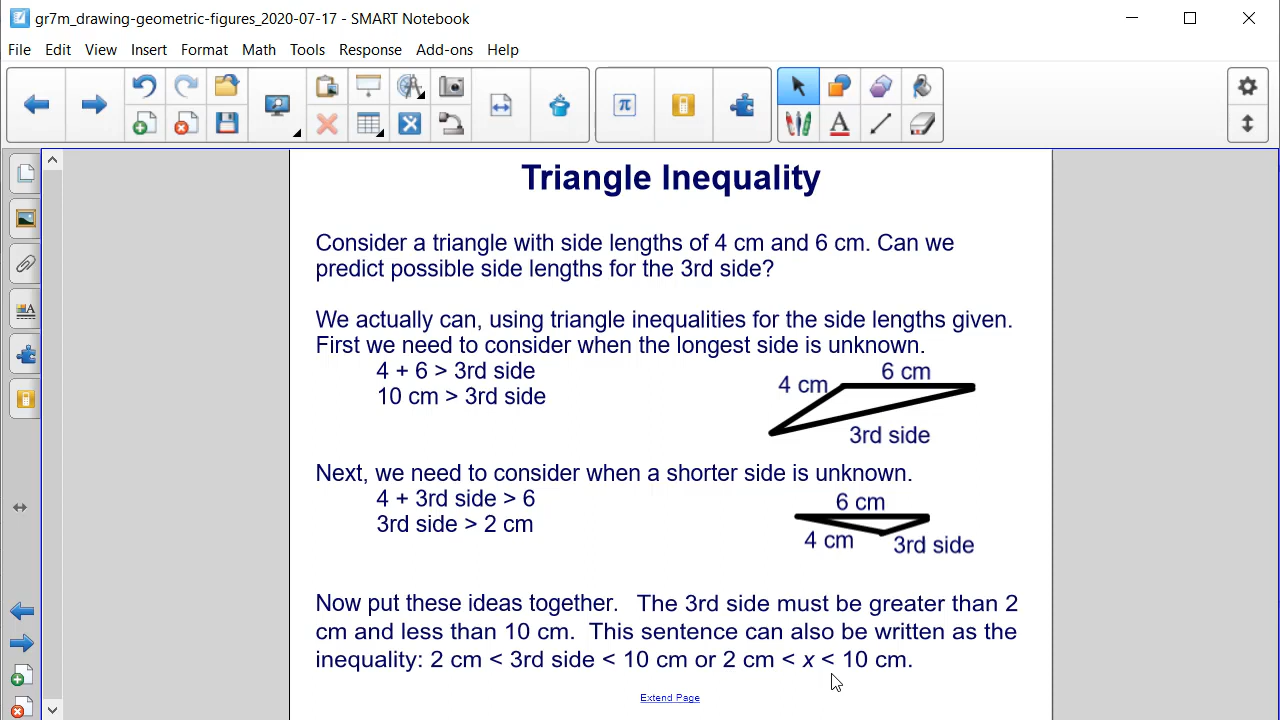 gr7m_drawing-geometric-figures_2020-07-17 - SMART Notebook
File Edit View Insert Format Math Tools Response Add-ons Help
Triangle Inequality
Consider a triangle with side lengths of 4 cm and 6 cm. Can we
predict possible side lengths for the 3rd side?
We actually can, using triangle inequalities for the side lengths given.
First we need to consider when the longest side is unknown.
4 + 6 > 3rd side
10 cm > 3rd side
4 cm
6 cm
3rd side
Next, we need to consider when a shorter side is unknown.
4 + 3rd side > 6
3rd side > 2 cm
6 cm
4 cm
3rd side
Now put these ideas together. The 3rd side must be greater than 2
cm and less than 10 cm. This sentence can also be written as the
inequality: 2 cm < 3rd side < 10 cm or 2 cm < x < 10 cm.
Extend Page